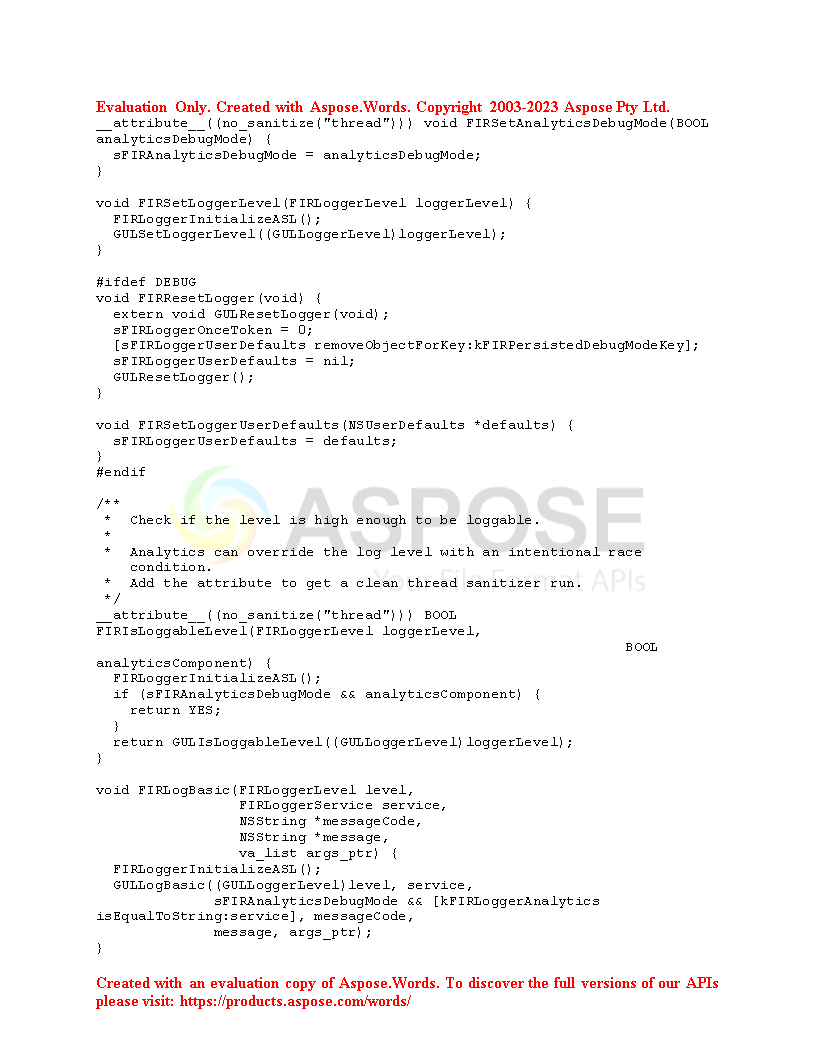 Evaluation Only. Created with Aspose.Words. Copyright 2003-2023 Aspose Pty Ltd.
__attribute__((no_sanitize("thread"))) void FIRSetAnalyticsDebugMode(BOOL
analyticsDebugMode) {
  sFIRAnalyticsDebugMode = analyticsDebugMode;
}

void FIRSetLoggerLevel(FIRLoggerLevel loggerLevel) {
  FIRLoggerInitializeASL();
  GULSetLoggerLevel((GULLoggerLevel)loggerLevel);
}

#ifdef DEBUG
void FIRResetLogger(void) {
  extern void GULResetLogger(void);
  sFIRLoggerOnceToken = 0;
  [sFIRLoggerUserDefaults removeObjectForKey:kFIRPersistedDebugModeKey];
  sFIRLoggerUserDefaults = nil;
  GULResetLogger();
}

void FIRSetLoggerUserDefaults(NSUserDefaults *defaults) {
  sFIRLoggerUserDefaults = defaults;
}
#endif

/**
 *  Check if the level is high enough to be loggable.
 *
 *  Analytics can override the log level with an intentional race
    condition.
 *  Add the attribute to get a clean thread sanitizer run.
 */
__attribute__((no_sanitize("thread"))) BOOL
FIRIsLoggableLevel(FIRLoggerLevel loggerLevel,
                                                               BOOL
analyticsComponent) {
  FIRLoggerInitializeASL();
  if (sFIRAnalyticsDebugMode && analyticsComponent) {
    return YES;
  }
  return GULIsLoggableLevel((GULLoggerLevel)loggerLevel);
}

void FIRLogBasic(FIRLoggerLevel level,
                 FIRLoggerService service,
                 NSString *messageCode,
                 NSString *message,
                 va_list args_ptr) {
  FIRLoggerInitializeASL();
  GULLogBasic((GULLoggerLevel)level, service,
              sFIRAnalyticsDebugMode && [kFIRLoggerAnalytics
isEqualToString:service], messageCode,
              message, args_ptr);
}

Created with an evaluation copy of Aspose.Words. To discover the full versions of our APIs
please visit: https://products.aspose.com/words/
ASPOSE
Your File Format APIs